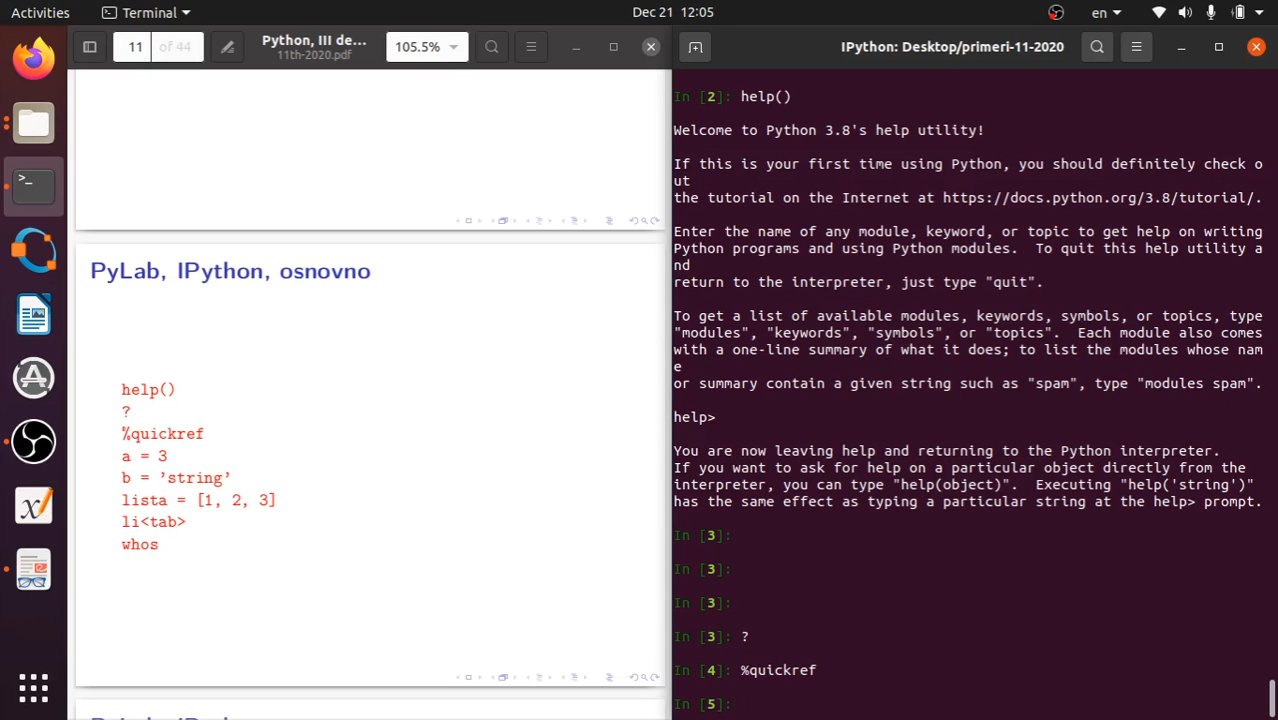 Activities
Terminal
Dec 21 12:05
en
11
of 44
Python, III de...
11th-2020.pdf
105.5%
PyLab, IPython, osnovno
help()
?
%quickref
a = 3
b = ’string’
lista = [1, 2, 3]
li<tab>
whos
IPython: Desktop/primeri-11-2020
In [2]: help()
Welcome to Python 3.8's help utility!
If this is your first time using Python, you should definitely check o
ut
the tutorial on the Internet at https://docs.python.org/3.8/tutorial/.
Enter the name of any module, keyword, or topic to get help on writing
Python programs and using Python modules.  To quit this help utility a
nd
return to the interpreter, just type "quit".
To get a list of available modules, keywords, symbols, or topics, type
"modules", "keywords", "symbols", or "topics".  Each module also comes
with a one-line summary of what it does; to list the modules whose nam
e
or summary contain a given string such as "spam", type "modules spam".
help>
You are now leaving help and returning to the Python interpreter.
If you want to ask for help on a particular object directly from the
interpreter, you can type "help(object)".  Executing "help('string')"
has the same effect as typing a particular string at the help> prompt.
In [3]:
In [3]:
In [3]:
In [3]: ?
In [4]: %quickref
In [5]: